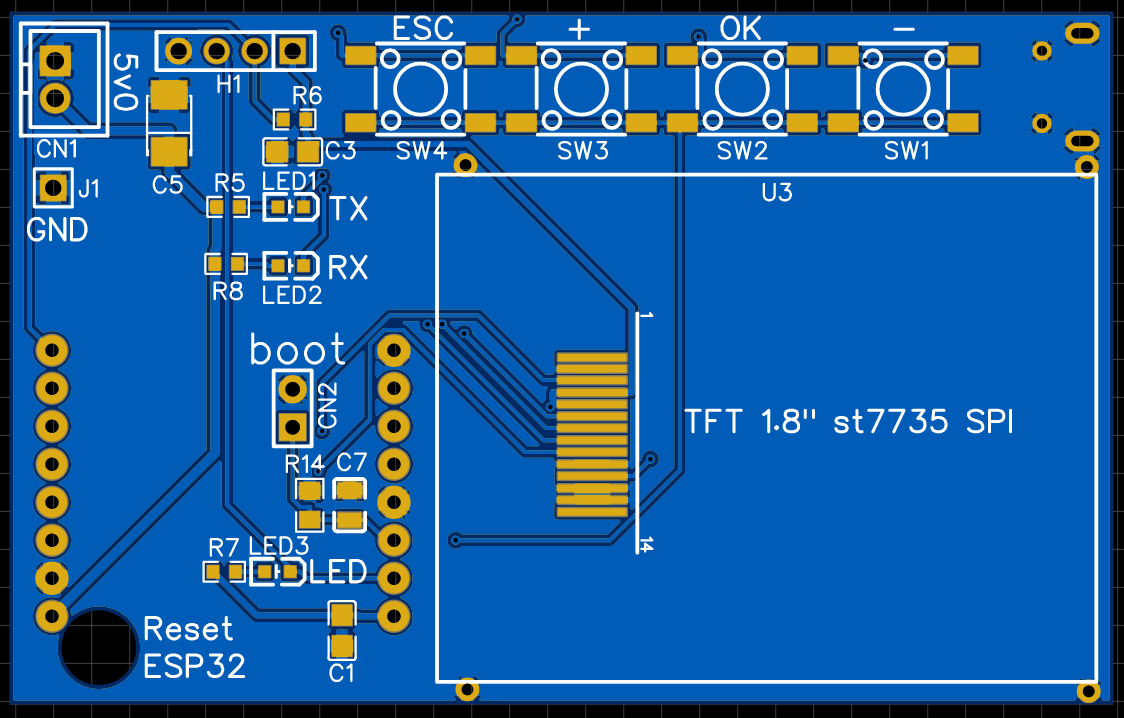 ESC + OK -
5v0
H1
R6
CN1
C3
SW4 SW3 SW2 SW1
C5
R5
LED1
J1
U3
TX
GND
RX
R8
LED2
1
boot
CN2
TFT 1.8" st7735 SPI
R14 C7
14
R7 LED3
LED
Reset
ESP32
C1